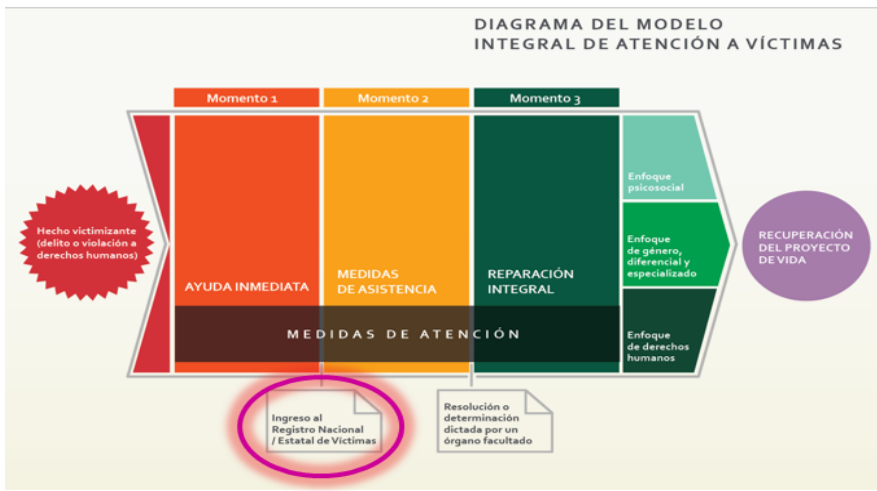 DIAGRAMA DEL MODELO
INTEGRAL DE ATENCIÓN A VÍCTIMAS
Momento 1
Momento 2
Momento 3
Hecho victimizante
(delito o violación a
derechos humanos)
AYUDA INMEDIATA
MEDIDAS
DE ASISTENCIA
REPARACIÓN
INTEGRAL
Enfoque
psicosocial
Enfoque
de género,
diferencial y
especializado
Enfoque
de derechos
humanos
RECUPERACIÓN
DEL PROYECTO
DE VIDA
MEDIDAS DE ATENCIÓN
Ingreso al
Registro Nacional
/ Estatal de Víctimas
Resolución o
determinación
dictada por un
órgano facultado